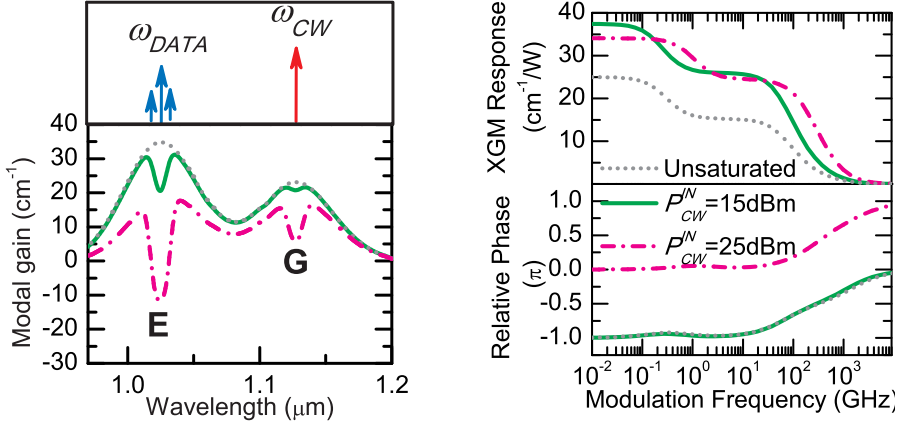 ω_DATA
ω_CW
40
30
20
10
0
-10
20
-30
Modal gain (cm⁻¹)
E
G
1.0
1.1
1.2
Wavelength (μm)
40
30
20
10
XGM Response
(cm⁻¹/W)
Unsaturated
P_CW^IN=15dBm
P_CW^IN=25dBm
1.0
0.5
0.0
-0.5
-1.0
Relative Phase
(π)
10⁻² 10⁻¹ 10⁰ 10¹ 10² 10³
Modulation Frequency (GHz)